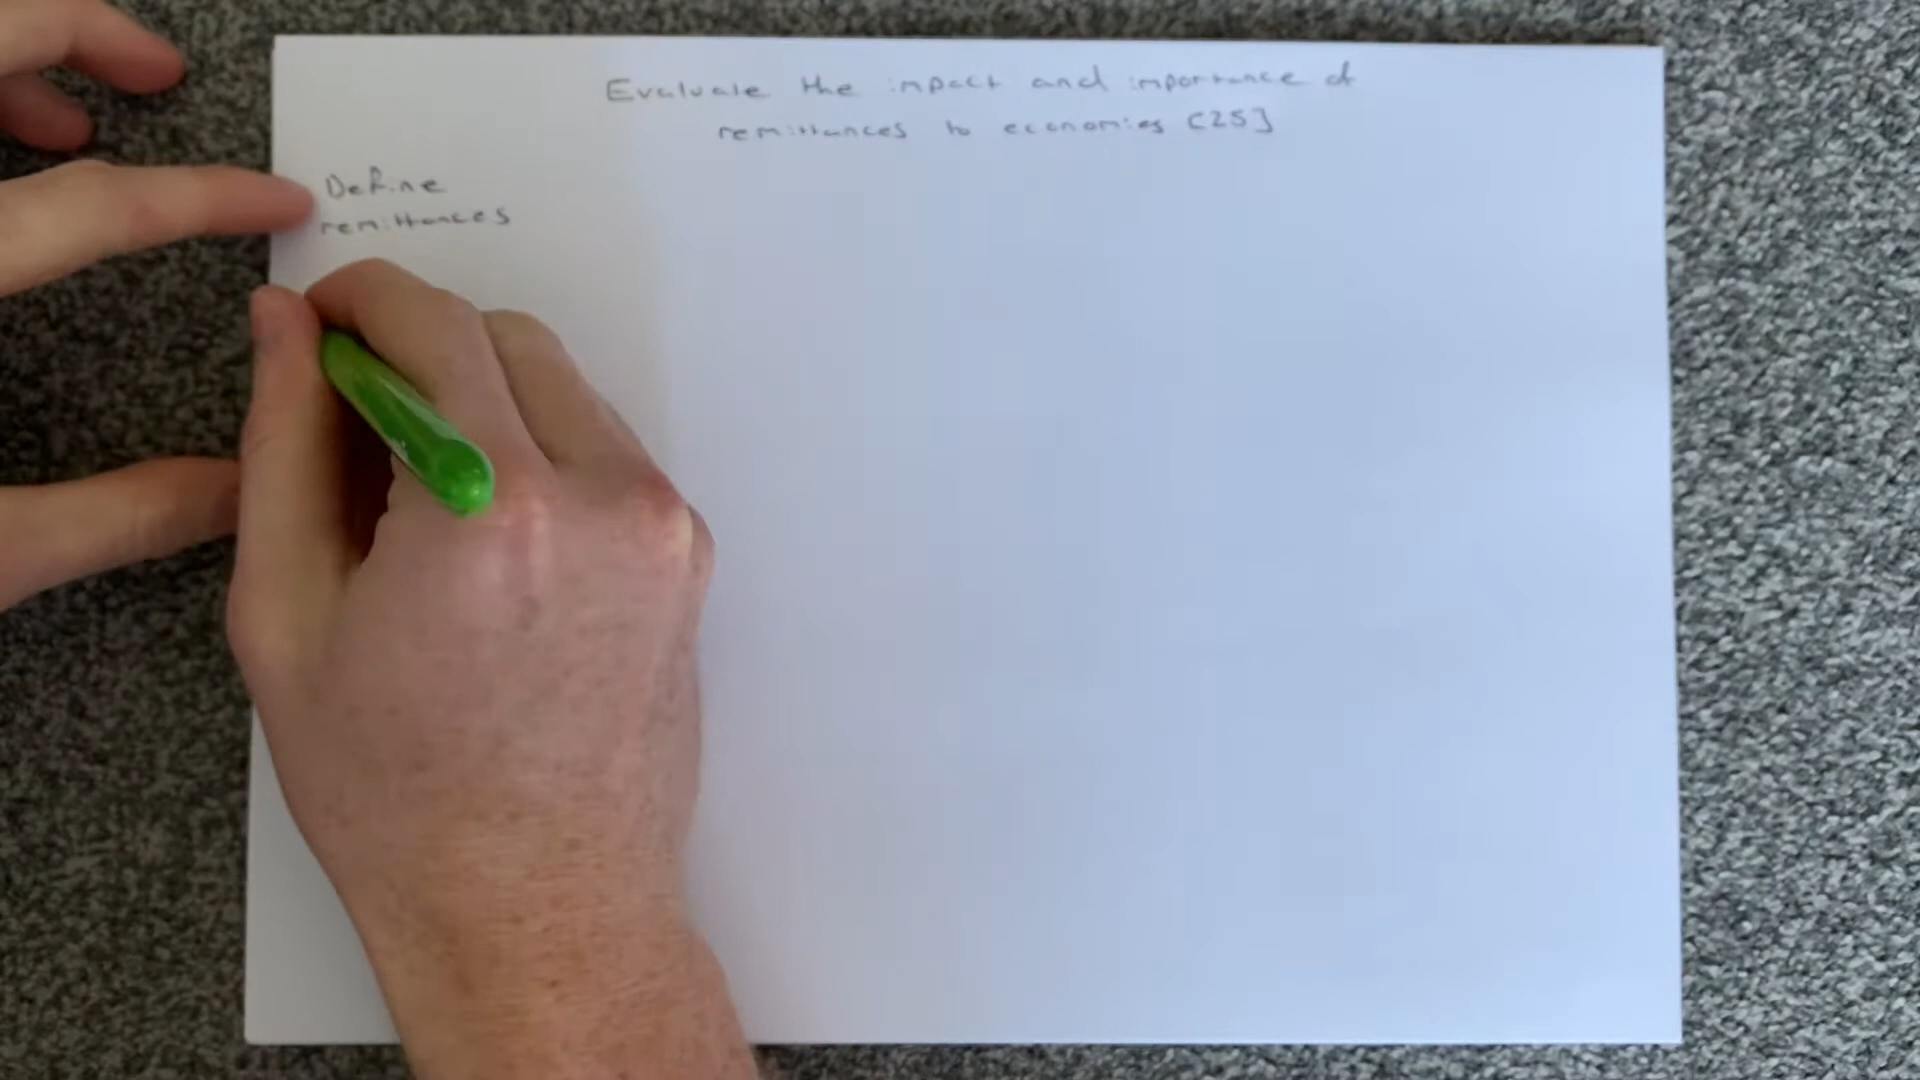 Evaluate the impact and importance of
remittances to economies [25]
Define
remittances